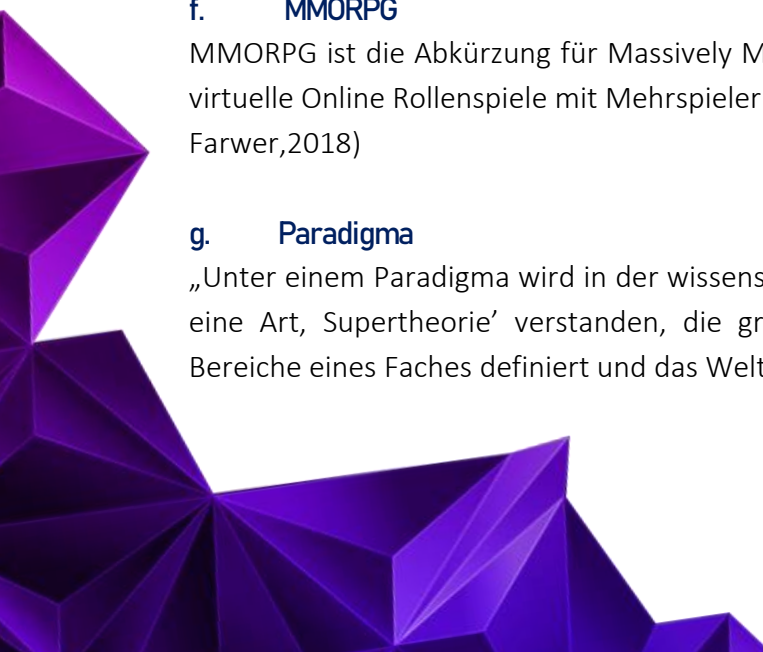 f. MMORPG
MMORPG ist die Abkürzung für Massively M
virtuelle Online Rollenspiele mit Mehrspieler
Farwer,2018)
g. Paradigma
„Unter einem Paradigma wird in der wissens
eine Art, Supertheorie’ verstanden, die gr
Bereiche eines Faches definiert und das Welt